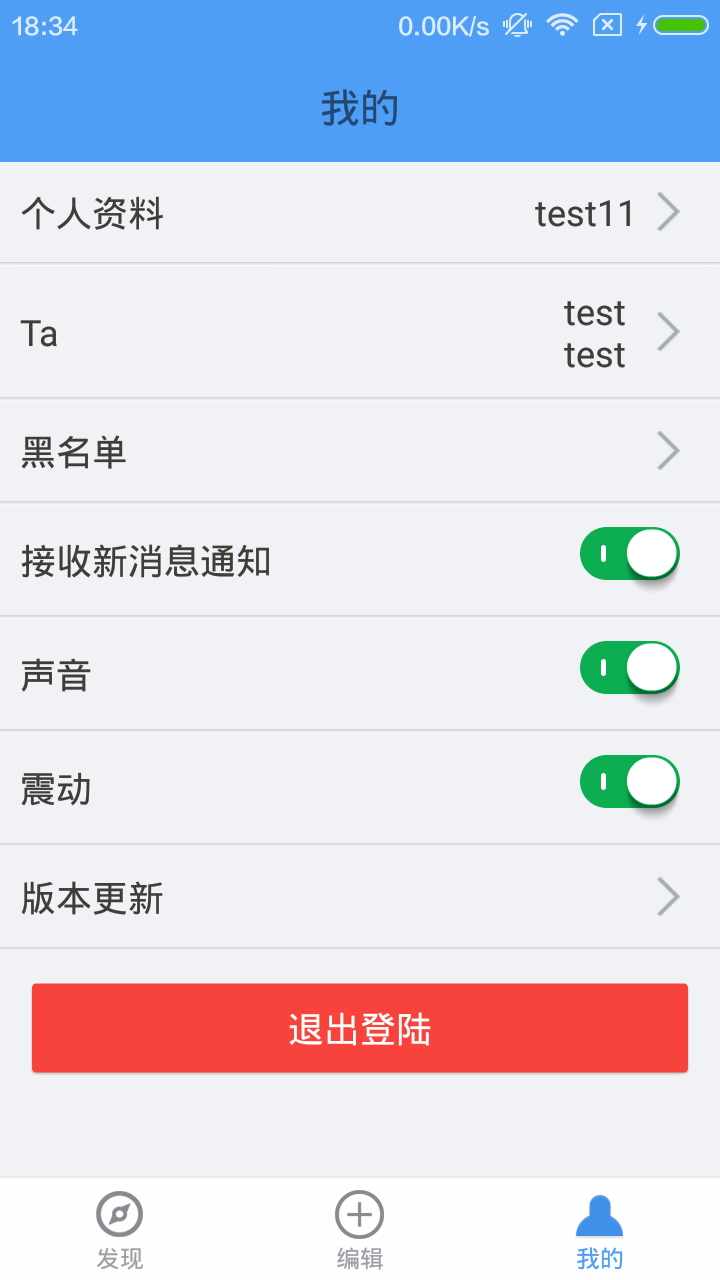 18:34 0.00K/s
我的
个人资料 test11
Ta test
test
黑名单
接收新消息通知
声音
震动
版本更新
退出登陆
发现 编辑 我的